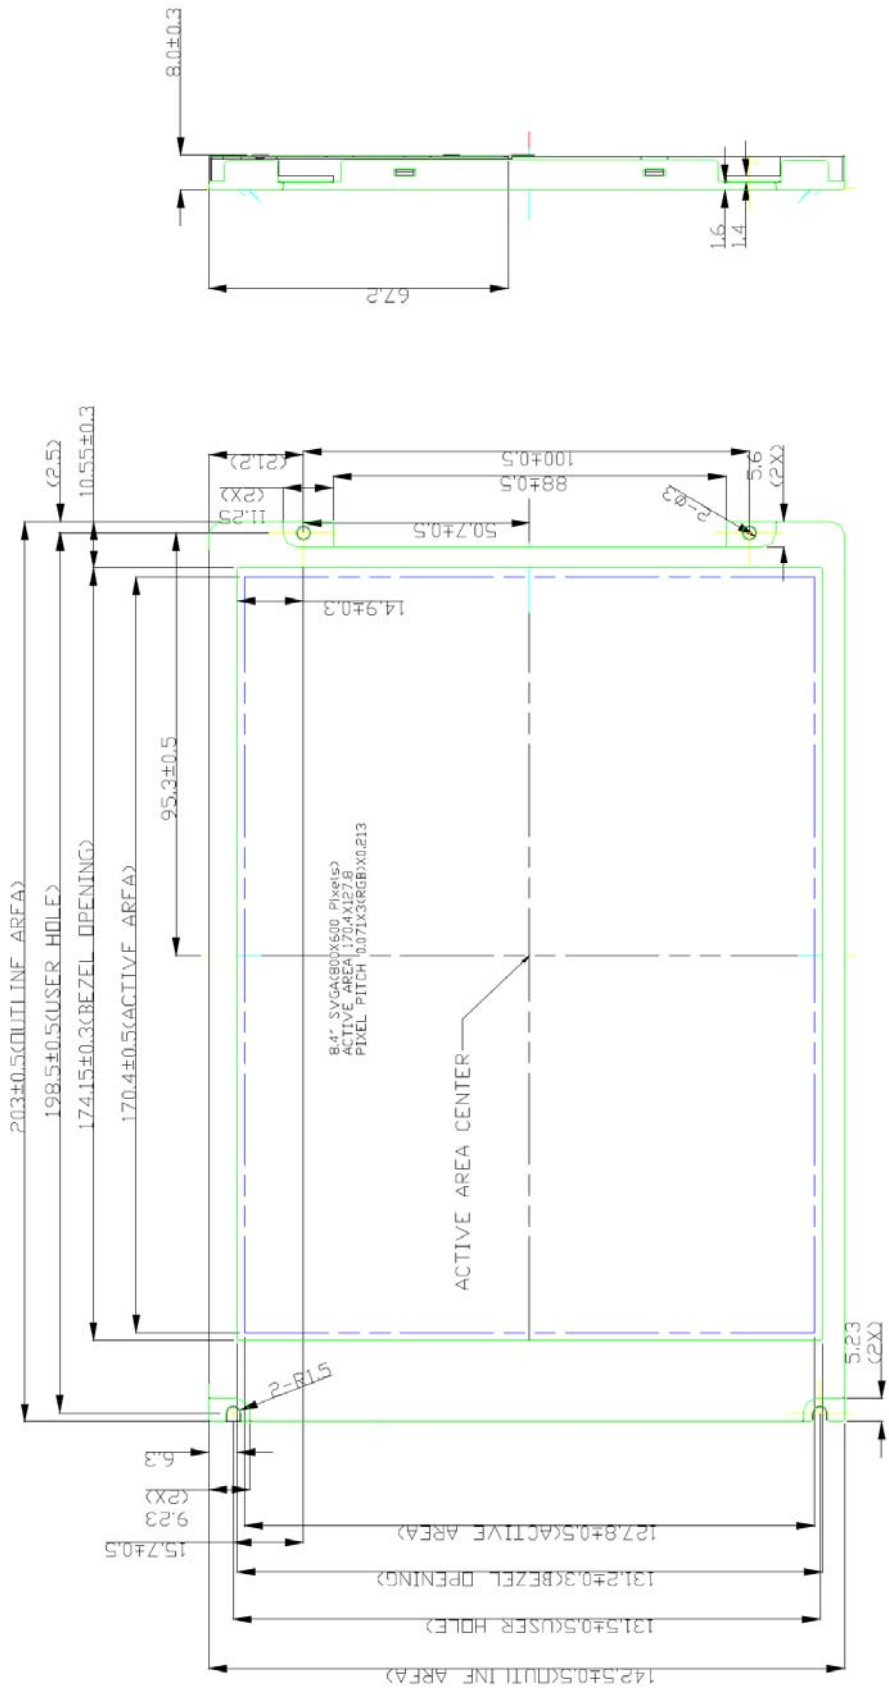 8.0±0.3
1.6
1.4
67.2
(2.5)
10.55±0.3
(21.2)
100±0.5
88±0.5
5.6
(2X)
11.25
(2X)
2-ø3
50.7±0.5
14.9±0.3
95.3±0.5
203±0.5(OUTLINE AREA)
198.5±0.5(USER HOLE)
174.15±0.3(BEZEL OPENING)
170.4±0.5(ACTIVE AREA)
8.4" SVGA(800X600 Pixels)
ACTIVE AREA 170.4X127.8
PIXEL PITCH 0.071X3(RGB)X0.213
ACTIVE AREA CENTER
2-R1.5
5.23
(2X)
6.3
9.23
(2X)
15.7±0.5
127.8±0.5(ACTIVE AREA)
131.2±0.3(BEZEL OPENING)
131.5±0.5(USER HOLE)
142.5±0.5(OUTLINE AREA)